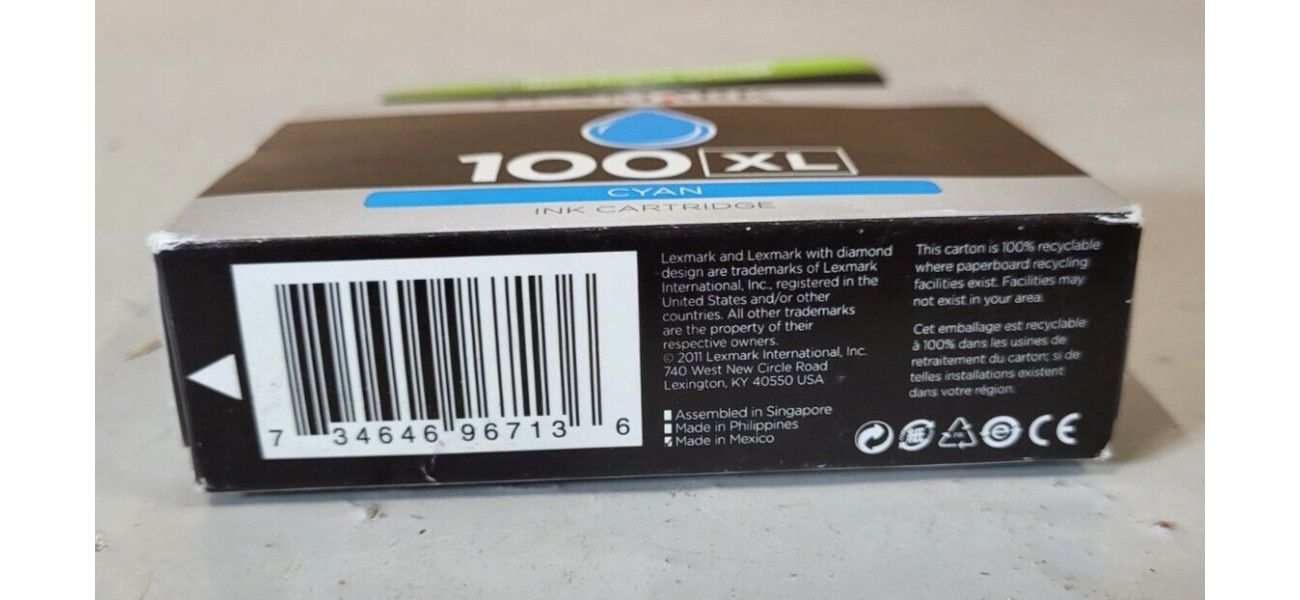 100 XL
CYAN
INK CARTRIDGE
7 34646 96713 6
Lexmark and Lexmark with diamond
design are trademarks of Lexmark
International, Inc., registered in the
United States and/or other
countries. All other trademarks
are the property of their
respective owners.
© 2011 Lexmark International, Inc.
740 West New Circle Road
Lexington, KY 40550 USA
Assembled in Singapore
Made in Philippines
Made in Mexico
This carton is 100% recyclable
where paperboard recycling
facilities exist. Facilities may
not exist in your area.
Cet emballage est recyclable
à 100% dans les usines de
retraitement du carton; si de
telles installations existent
dans votre région.
紙
CE